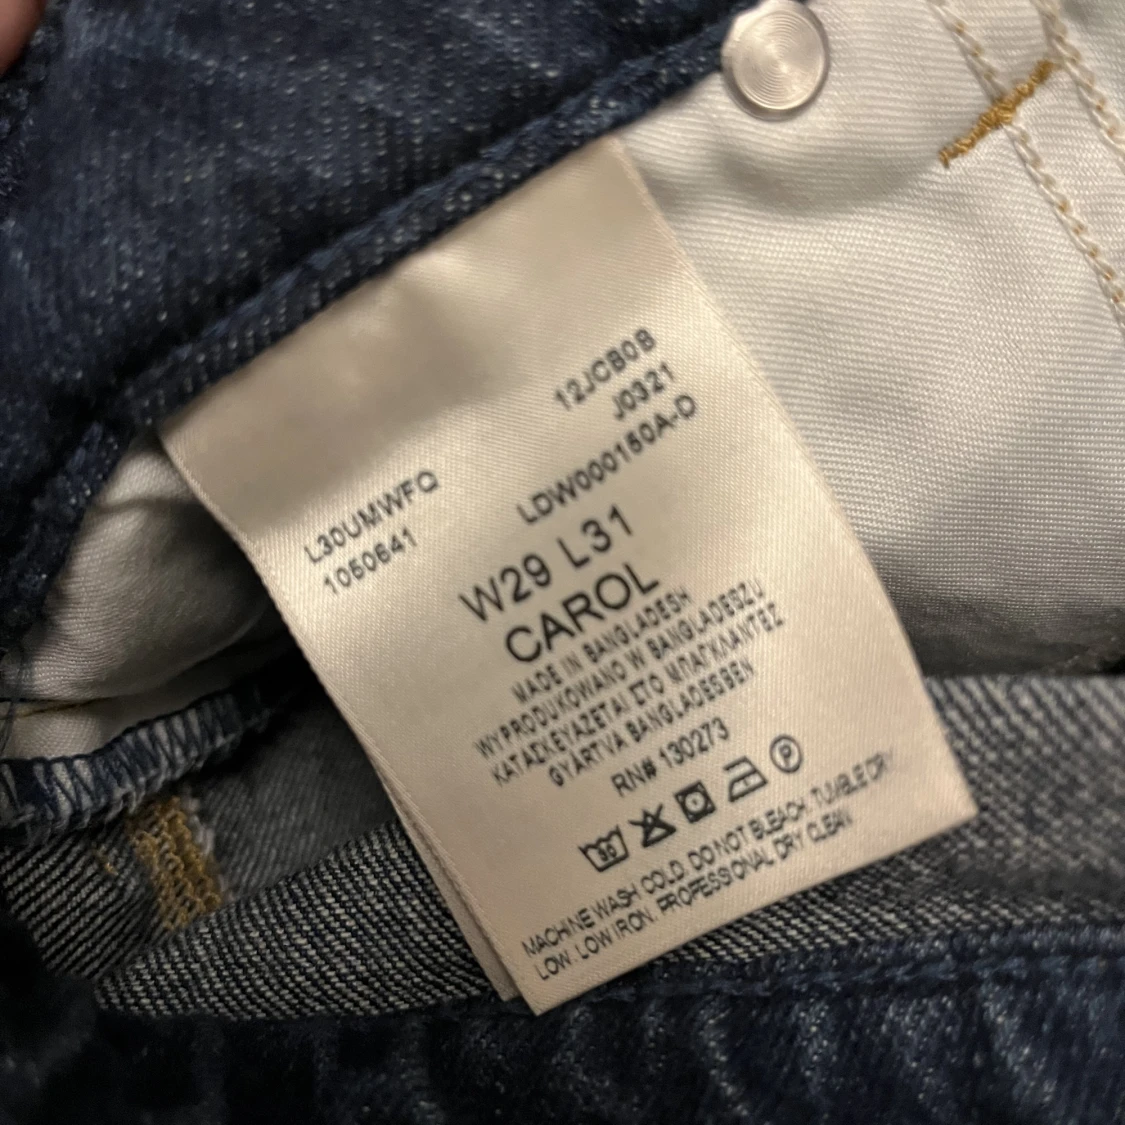 12JCB0B
J0321
LDW000150A-D
L30UMWFQ
1050641
W29 L31
CAROL
MADE IN BANGLADESH
WYPRODUKOWANO W BANGLADESZU
ΚΑΤΑΣΚΕΥΑΖΕΤΑΙ ΣΤΟ ΜΠΑΓΚΛΑΝΤΕΣ
GYÁRTVA BANGLADESBEN
RN# 130273
30
P
MACHINE WASH COLD. DO NOT BLEACH. TUMBLE DRY
LOW. LOW IRON. PROFESSIONAL DRY CLEAN